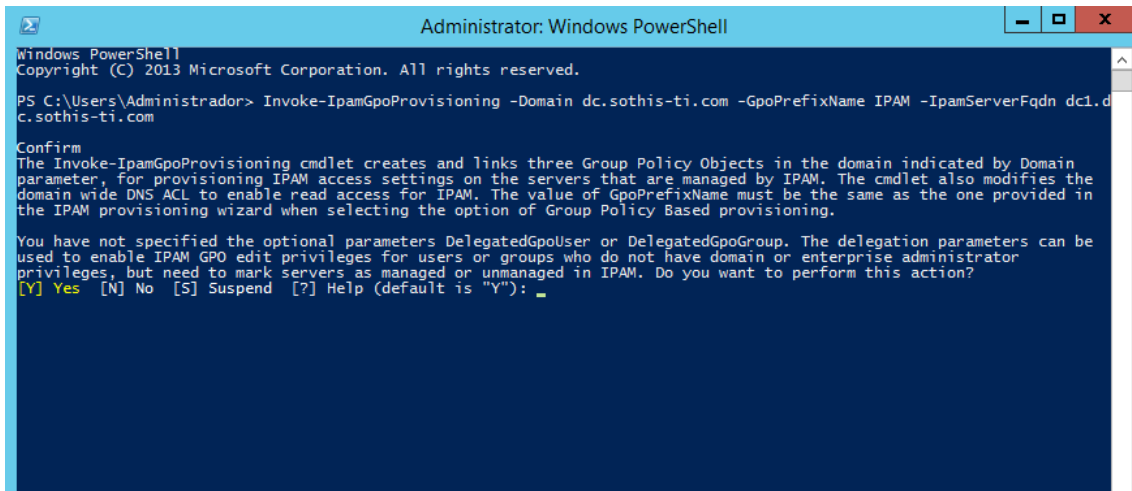 Administrator: Windows PowerShell
Windows PowerShell
Copyright (C) 2013 Microsoft Corporation. All rights reserved.
PS C:\Users\Administrador> Invoke-IpamGpoProvisioning -Domain dc.sothis-ti.com -GpoPrefixName IPAM -IpamServerFqdn dc1.d
c.sothis-ti.com
Confirm
The Invoke-IpamGpoProvisioning cmdlet creates and links three Group Policy Objects in the domain indicated by Domain
parameter, for provisioning IPAM access settings on the servers that are managed by IPAM. The cmdlet also modifies the
domain wide DNS ACL to enable read access for IPAM. The value of GpoPrefixName must be the same as the one provided in
the IPAM provisioning wizard when selecting the option of Group Policy Based provisioning.
You have not specified the optional parameters DelegatedGpoUser or DelegatedGpoGroup. The delegation parameters can be
used to enable IPAM GPO edit privileges for users or groups who do not have domain or enterprise administrator
privileges, but need to mark servers as managed or unmanaged in IPAM. Do you want to perform this action?
[Y] Yes  [N] No  [S] Suspend  [?] Help (default is "Y"):